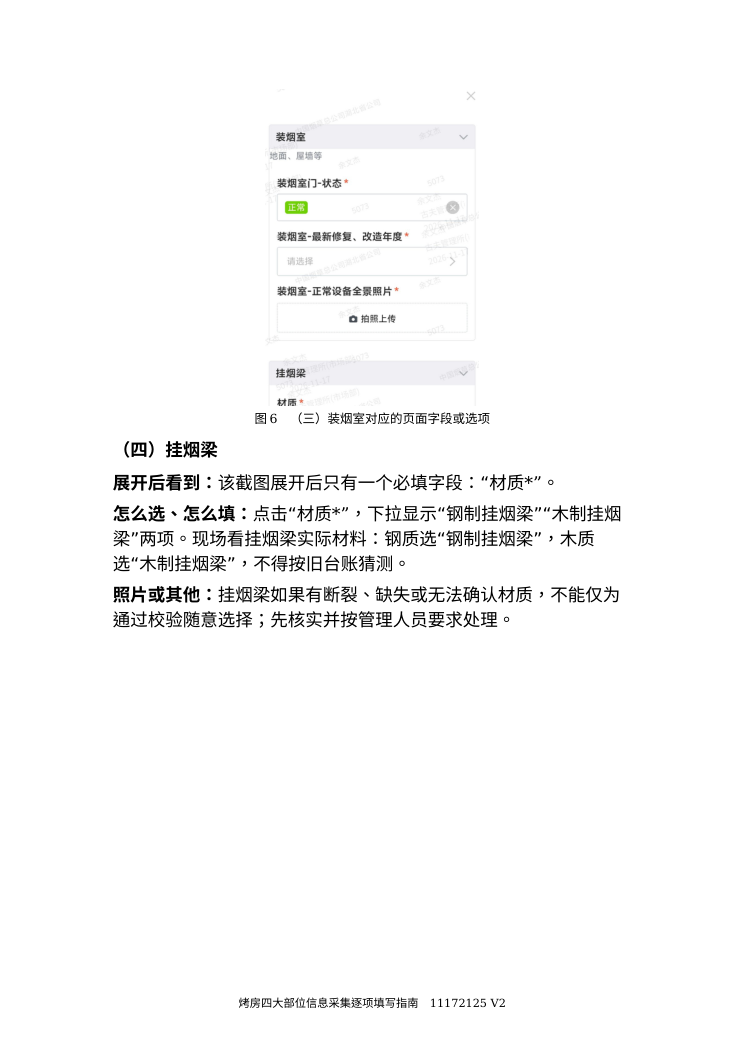 装烟室
地面、屋墙等
装烟室门-状态*
正常
装烟室-最新修复、改造年度*
请选择
装烟室-正常设备全景照片*
拍照上传
挂烟梁
材质*
图 6 （三）装烟室对应的页面字段或选项
（四）挂烟梁
展开后看到：该截图展开后只有一个必填字段：“材质*”。
怎么选、怎么填：点击“材质*”，下拉显示“钢制挂烟梁”“木制挂烟
梁”两项。现场看挂烟梁实际材料：钢质选“钢制挂烟梁”，木质
选“木制挂烟梁”，不得按旧台账猜测。
照片或其他：挂烟梁如果有断裂、缺失或无法确认材质，不能仅为
通过校验随意选择；先核实并按管理人员要求处理。
烤房四大部位信息采集逐项填写指南 11172125 V2